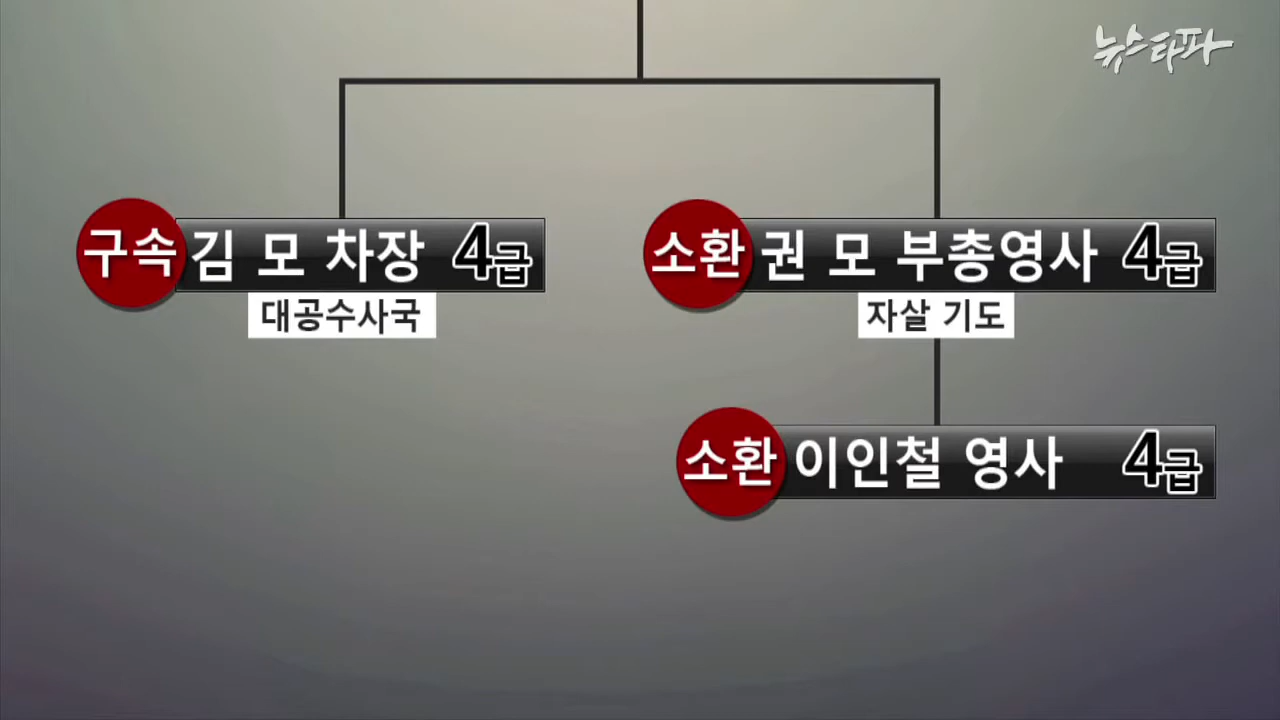 뉴스타파
구속 김 모 차장 4급
대공수사국
소환 권 모 부총영사 4급
자살 기도
소환 이인철 영사 4급